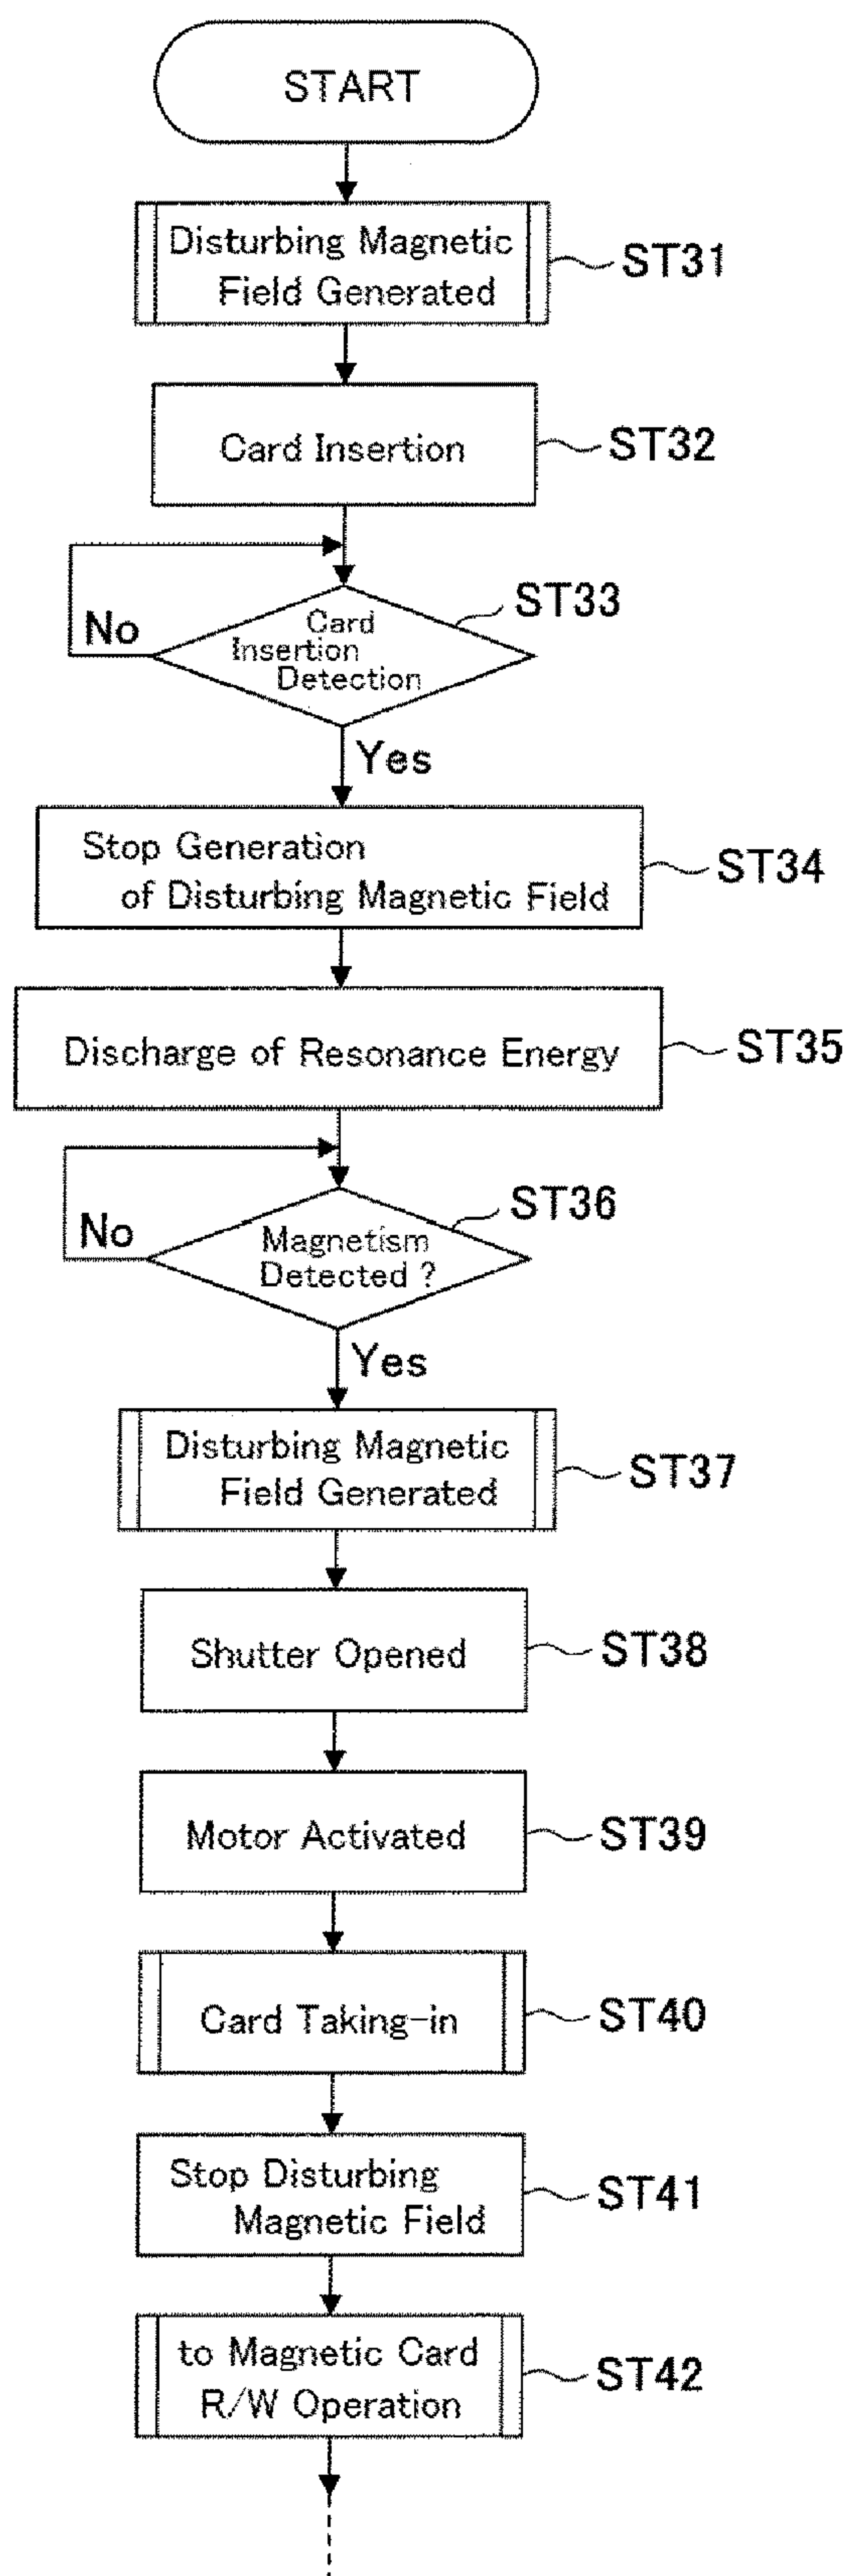 START
Disturbing Magnetic
Field Generated
ST31
Card Insertion
ST32
Card
Insertion
Detection
ST33
No
Yes
Stop Generation
of Disturbing Magnetic Field
ST34
Discharge of Resonance Energy
ST35
Magnetism
Detected ?
ST36
No
Yes
Disturbing Magnetic
Field Generated
ST37
Shutter Opened
ST38
Motor Activated
ST39
Card Taking-in
ST40
Stop Disturbing
Magnetic Field
ST41
to Magnetic Card
R/W Operation
ST42